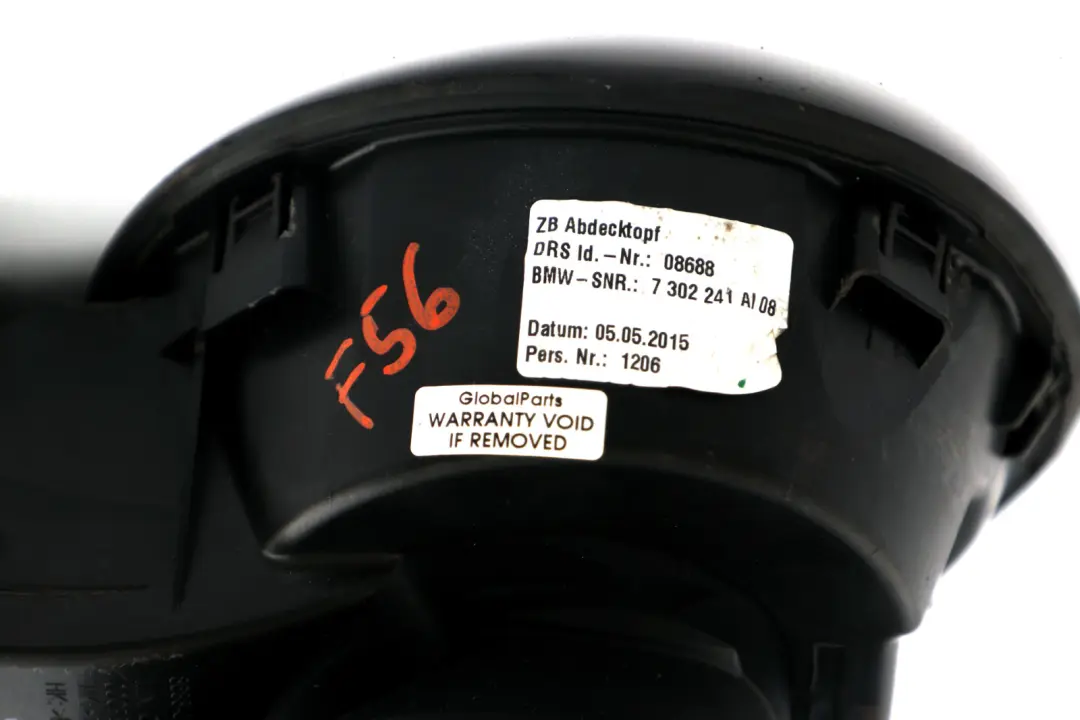 ZB Abdecktopf
DRS Id.-Nr.: 08688
BMW-SNR.: 7 302 241 AI 08
Datum: 05.05.2015
Pers. Nr.: 1206
F56
GlobalParts
WARRANTY VOID
IF REMOVED